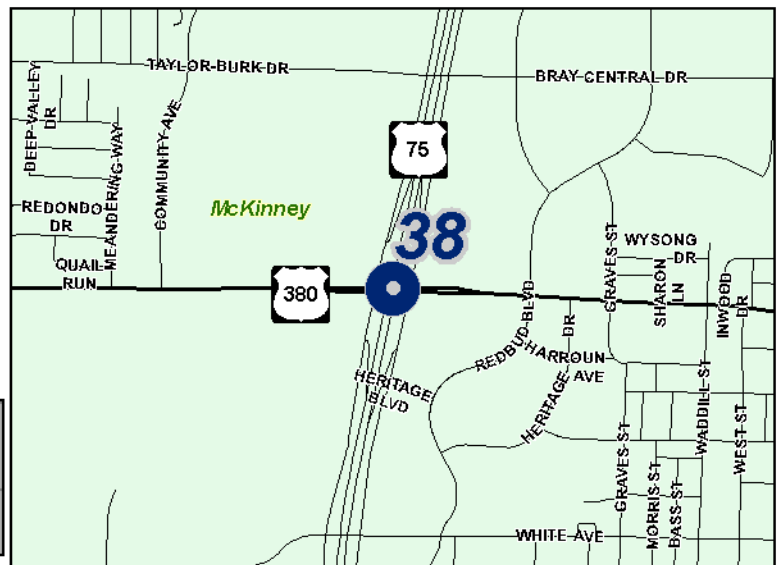 TAYLOR-BURK DR
BRAY CENTRAL DR
DEEP-VALLEY
DR
COMMUNITY-AVE
MEANDERING-WAY
75
REDONDO
DR
McKinney
38
GRAVES-ST
WYSONG
DR
SHARON
LN
INWOOD
DR
QUAIL
RUN
380
REDBUD-BLVD
HARROUN
AVE
HERITAGE
DR
HERITAGE
BLVD
WADDILL-ST
WEST-ST
GRAVES-ST
MORRIS-ST
BASS-ST
WHITE-AVE